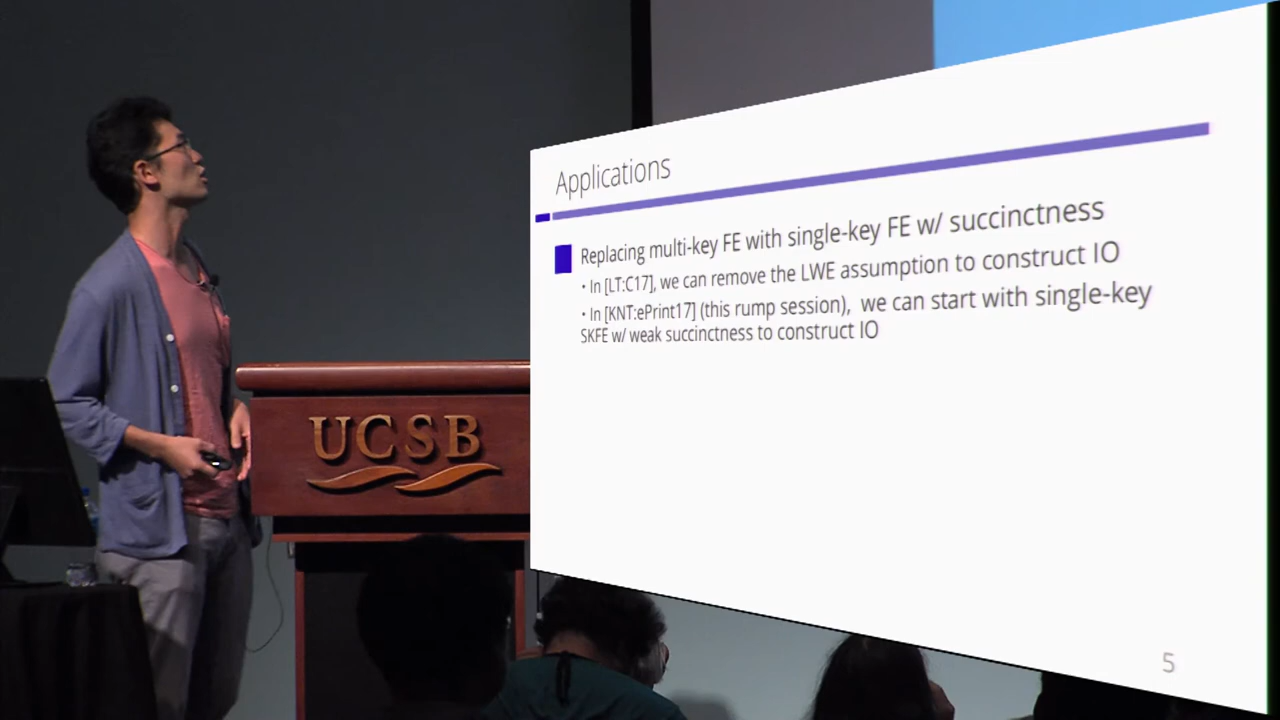 Applications
Replacing multi-key FE with single-key FE w/ succinctness
• In [LT:C17], we can remove the LWE assumption to construct IO
• In [KNT:ePrint17] (this rump session), we can start with single-key
SKFE w/ weak succinctness to construct IO
UCSB
5